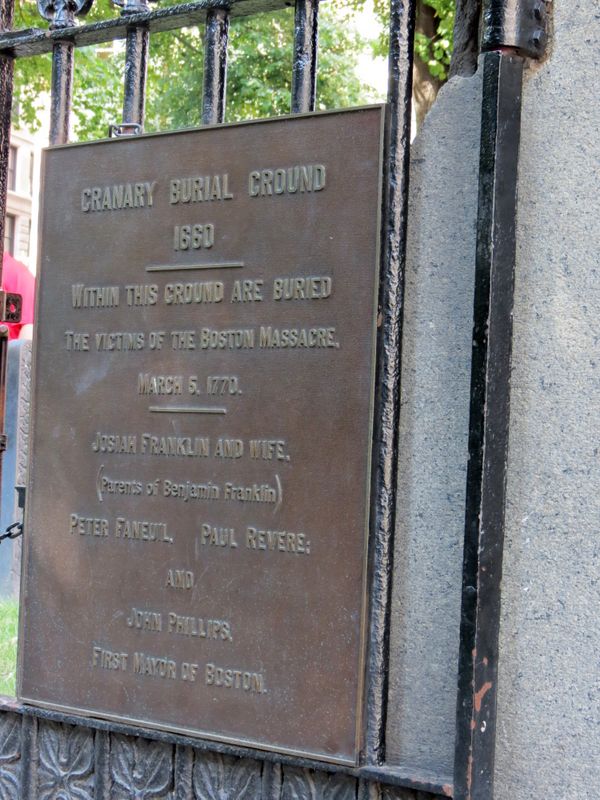 GRANARY BURIAL GROUND
1660
WITHIN THIS GROUND ARE BURIED
THE VICTIMS OF THE BOSTON MASSACRE,
MARCH 5, 1770.
JOSIAH FRANKLIN AND WIFE,
(Parents of Benjamin Franklin)
PETER FANEUIL, PAUL REVERE;
AND
JOHN PHILLIPS,
FIRST MAYOR OF BOSTON.